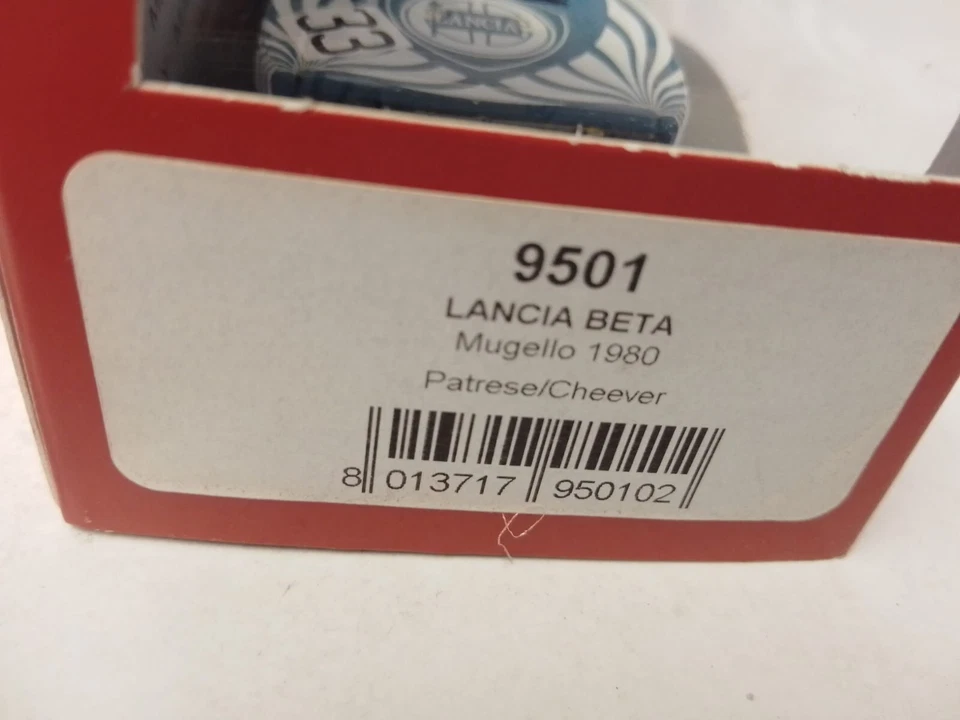 33
LANCIA
9501
LANCIA BETA
Mugello 1980
Patrese/Cheever
8 013717 950102